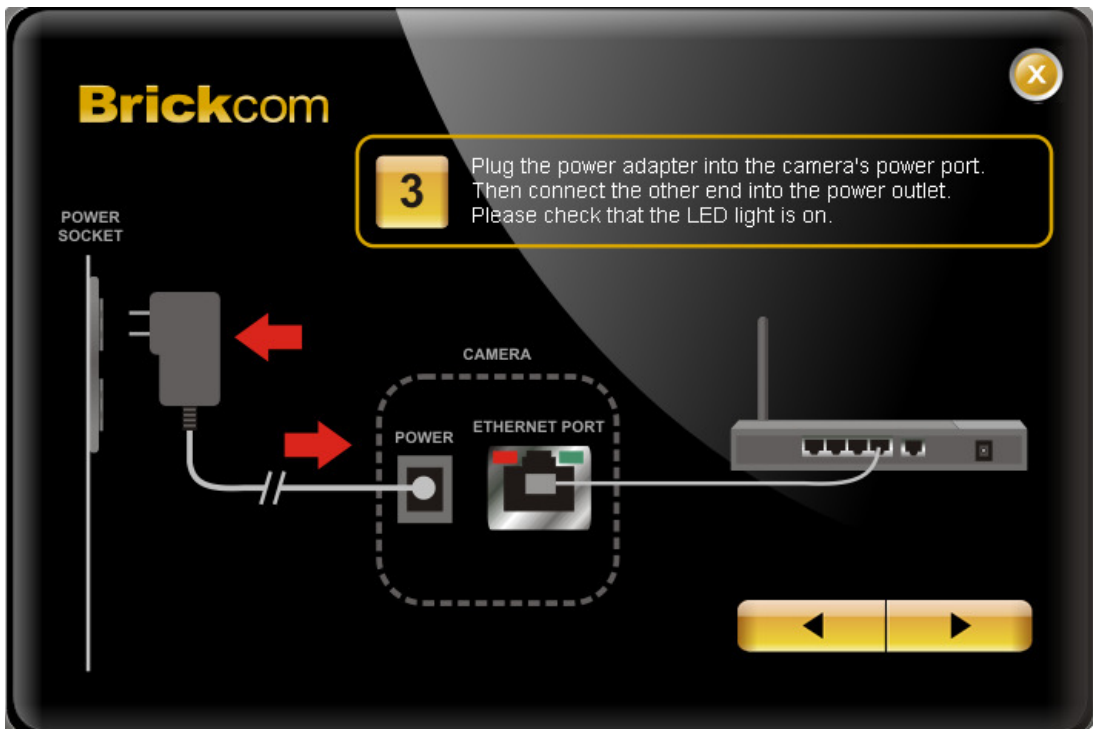 Brickcom
X
3
Plug the power adapter into the camera's power port.
Then connect the other end into the power outlet.
Please check that the LED light is on.
POWER
SOCKET
CAMERA
POWER
ETHERNET PORT